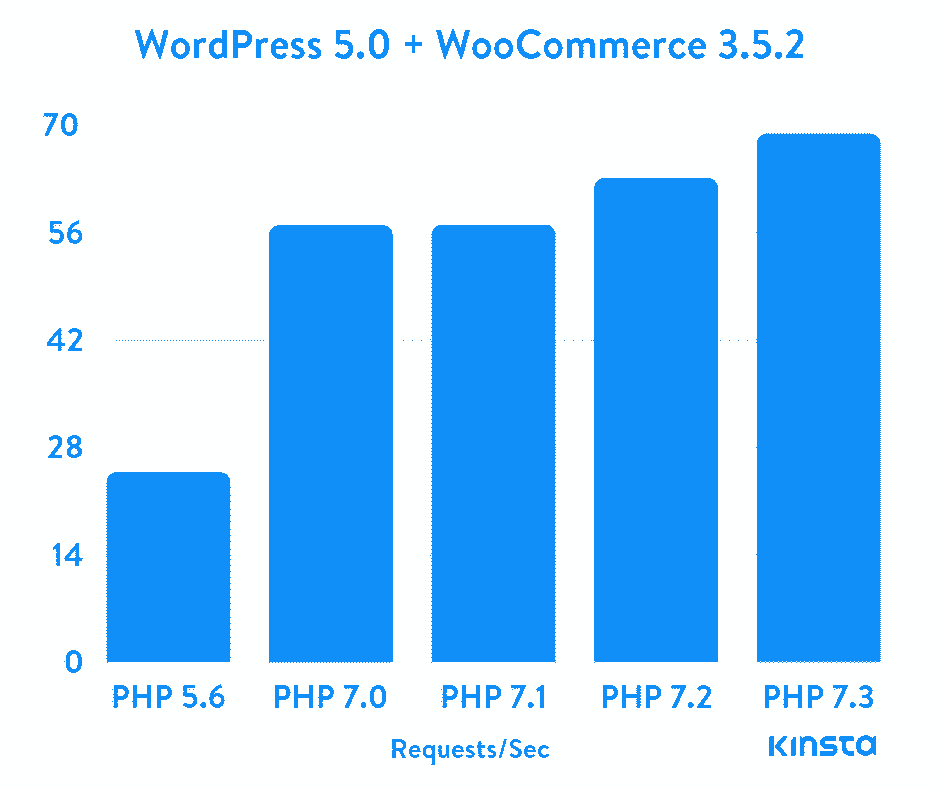 WordPress 5.0 + WooCommerce 3.5.2
70
56
42
28
14
0
PHP 5.6 PHP 7.0 PHP 7.1 PHP 7.2 PHP 7.3
Requests/Sec
Kinsta